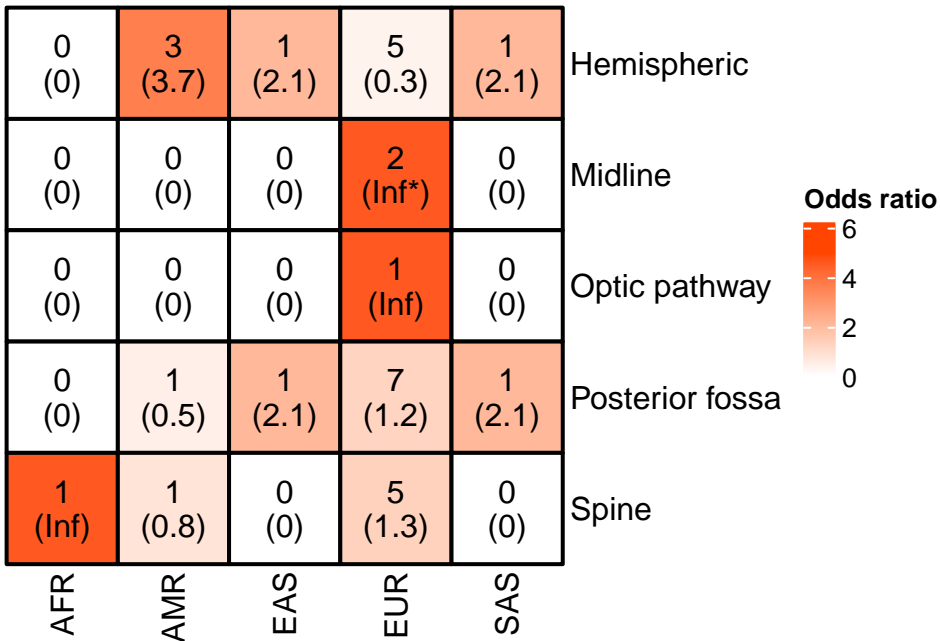 0 3 1 5 1
(0) (3.7) (2.1) (0.3) (2.1) Hemispheric
0 0 0 2 0
(0) (0) (0) (Inf*) (0) Midline
0 0 0 1 0
(0) (0) (0) (Inf) (0) Optic pathway
0 1 1 7 1
(0) (0.5) (2.1) (1.2) (2.1) Posterior fossa
1 1 0 5 0
(Inf) (0.8) (0) (1.3) (0) Spine
AFR AMR EAS EUR SAS
Odds ratio
6
4
2
0